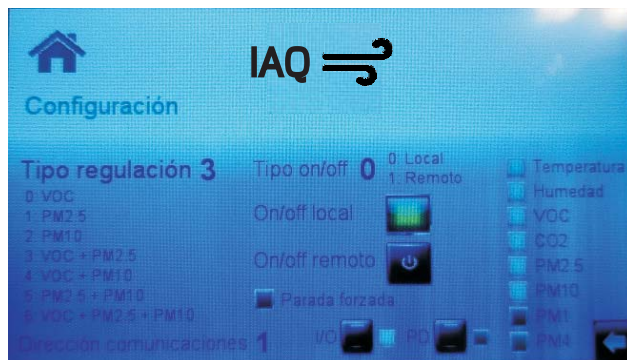 IAQ
Configuración
Tipo regulación 3
0: VOC
1: PM2.5
2: PM10
3: VOC + PM2.5
4: VOC + PM10
5: PM2.5 + PM10
6: VOC + PM2.5 + PM10
Dirección comunicaciones 1
Tipo on/off 0
0: Local
1: Remoto
On/off local
On/off remoto
Parada forzada
I/O
PD
Temperatura
Humedad
VOC
CO2
PM2.5
PM10
PM1
PM4